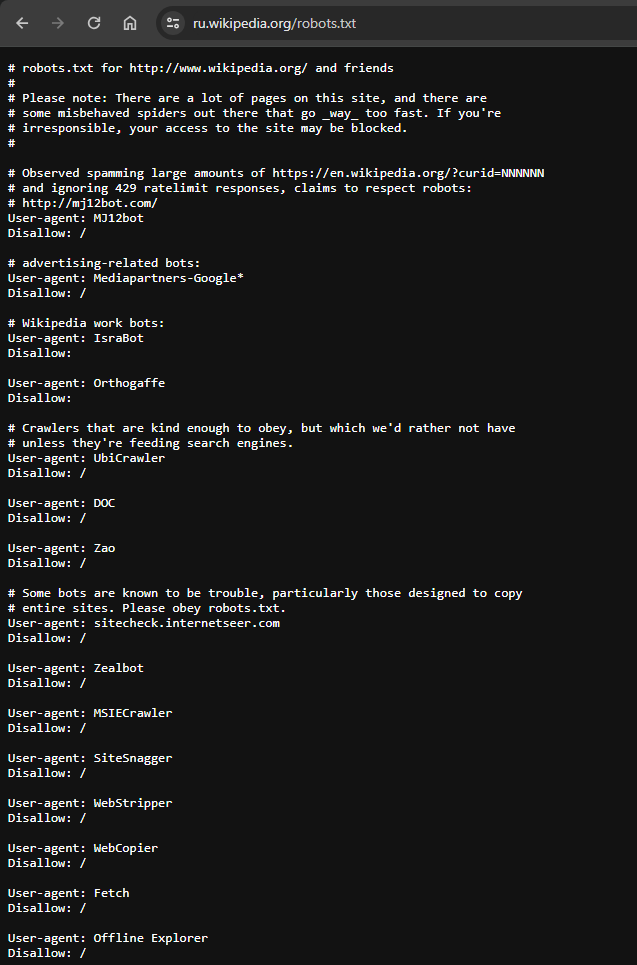 ru.wikipedia.org/robots.txt
# robots.txt for http://www.wikipedia.org/ and friends
#
# Please note: There are a lot of pages on this site, and there are
# some misbehaved spiders out there that go _way_ too fast. If you're
# irresponsible, your access to the site may be blocked.
#
# Observed spamming large amounts of https://en.wikipedia.org/?curid=NNNNNN
# and ignoring 429 ratelimit responses, claims to respect robots:
# http://mj12bot.com/
User-agent: MJ12bot
Disallow: /
# advertising-related bots:
User-agent: Mediapartners-Google*
Disallow: /
# Wikipedia work bots:
User-agent: IsraBot
Disallow:
User-agent: Orthogaffe
Disallow:
# Crawlers that are kind enough to obey, but which we'd rather not have
# unless they're feeding search engines.
User-agent: UbiCrawler
Disallow: /
User-agent: DOC
Disallow: /
User-agent: Zao
Disallow: /
# Some bots are known to be trouble, particularly those designed to copy
# entire sites. Please obey robots.txt.
User-agent: sitecheck.internetseer.com
Disallow: /
User-agent: Zealbot
Disallow: /
User-agent: MSIECrawler
Disallow: /
User-agent: SiteSnagger
Disallow: /
User-agent: WebStripper
Disallow: /
User-agent: WebCopier
Disallow: /
User-agent: Fetch
Disallow: /
User-agent: Offline Explorer
Disallow: /